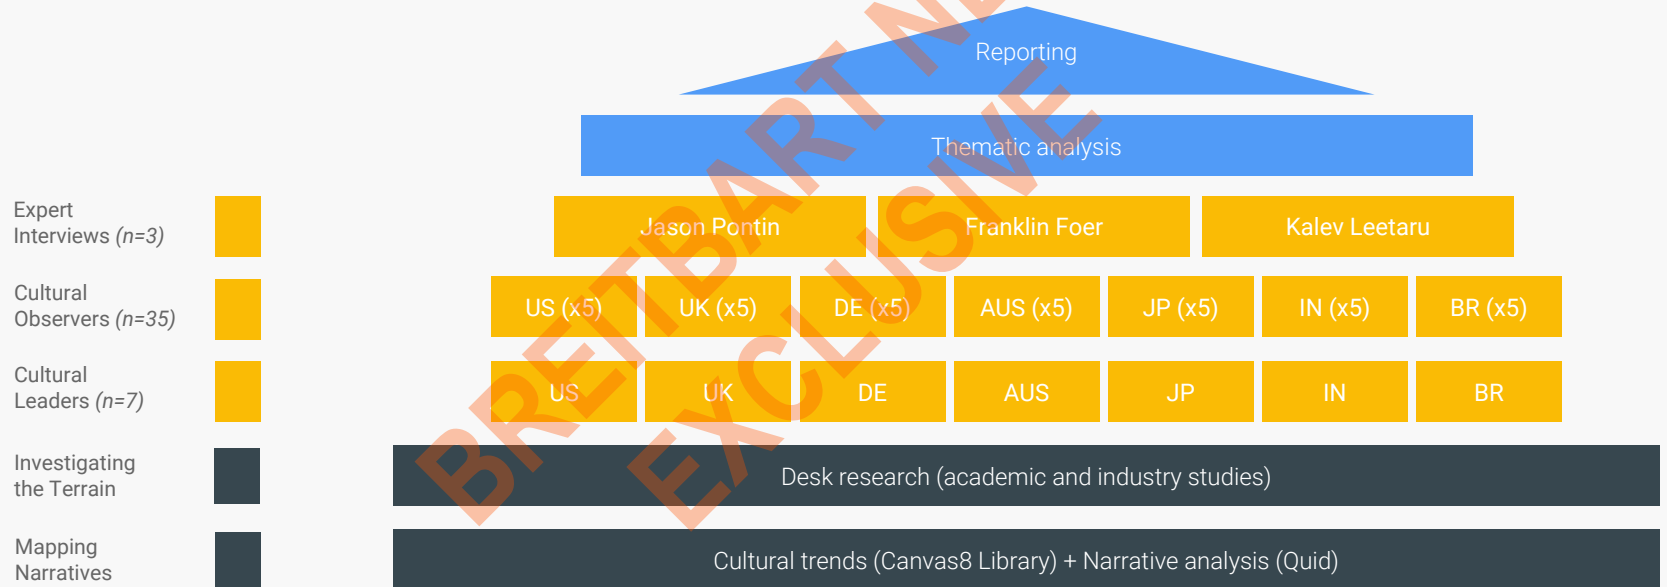 Reporting
Thematic analysis
Expert
Interviews (n=3)
Jason Pontin
Franklin Foer
Kalev Leetaru
Cultural
Observers (n=35)
US (x5)
UK (x5)
DE (x5)
AUS (x5)
JP (x5)
IN (x5)
BR (x5)
Cultural
Leaders (n=7)
US
UK
DE
AUS
JP
IN
BR
Investigating
the Terrain
Desk research (academic and industry studies)
Mapping
Narratives
Cultural trends (Canvas8 Library) + Narrative analysis (Quid)
BREITBART
EXCLUSIVE